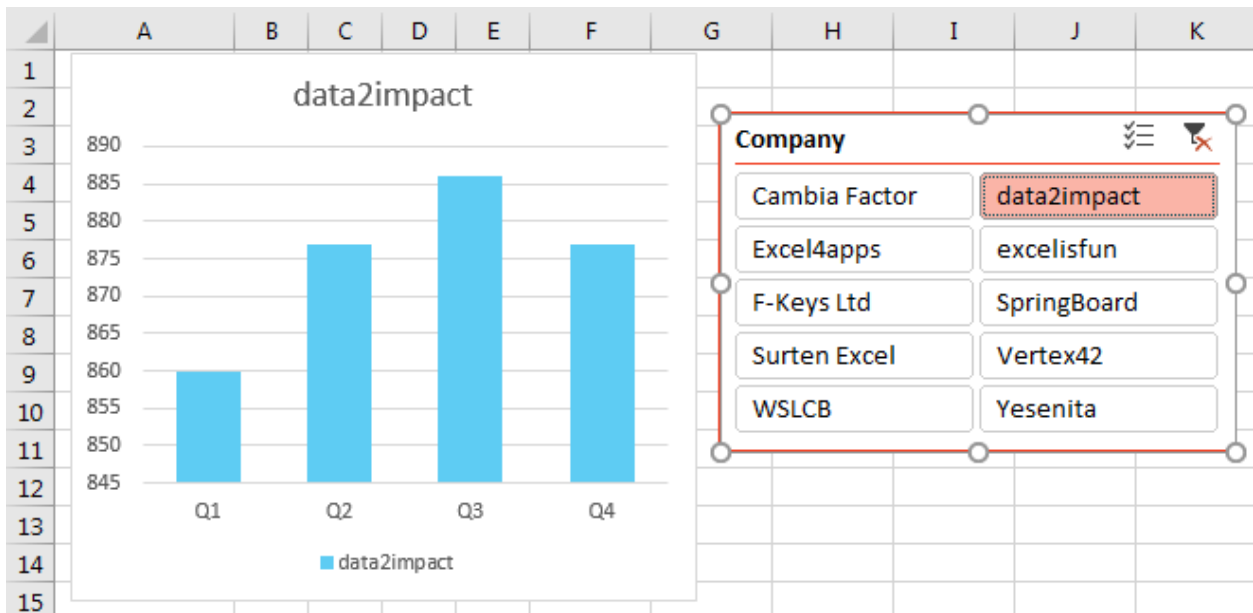 A B C D E F G H I J K
1
2
3
4
5
6
7
8
9
10
11
12
13
14
15
data2impact
890
885
880
875
870
865
860
855
850
845
Q1 Q2 Q3 Q4
data2impact
Company
Cambia Factor data2impact
Excel4apps excelisfun
F-Keys Ltd SpringBoard
Surten Excel Vertex42
WSLCB Yesenita